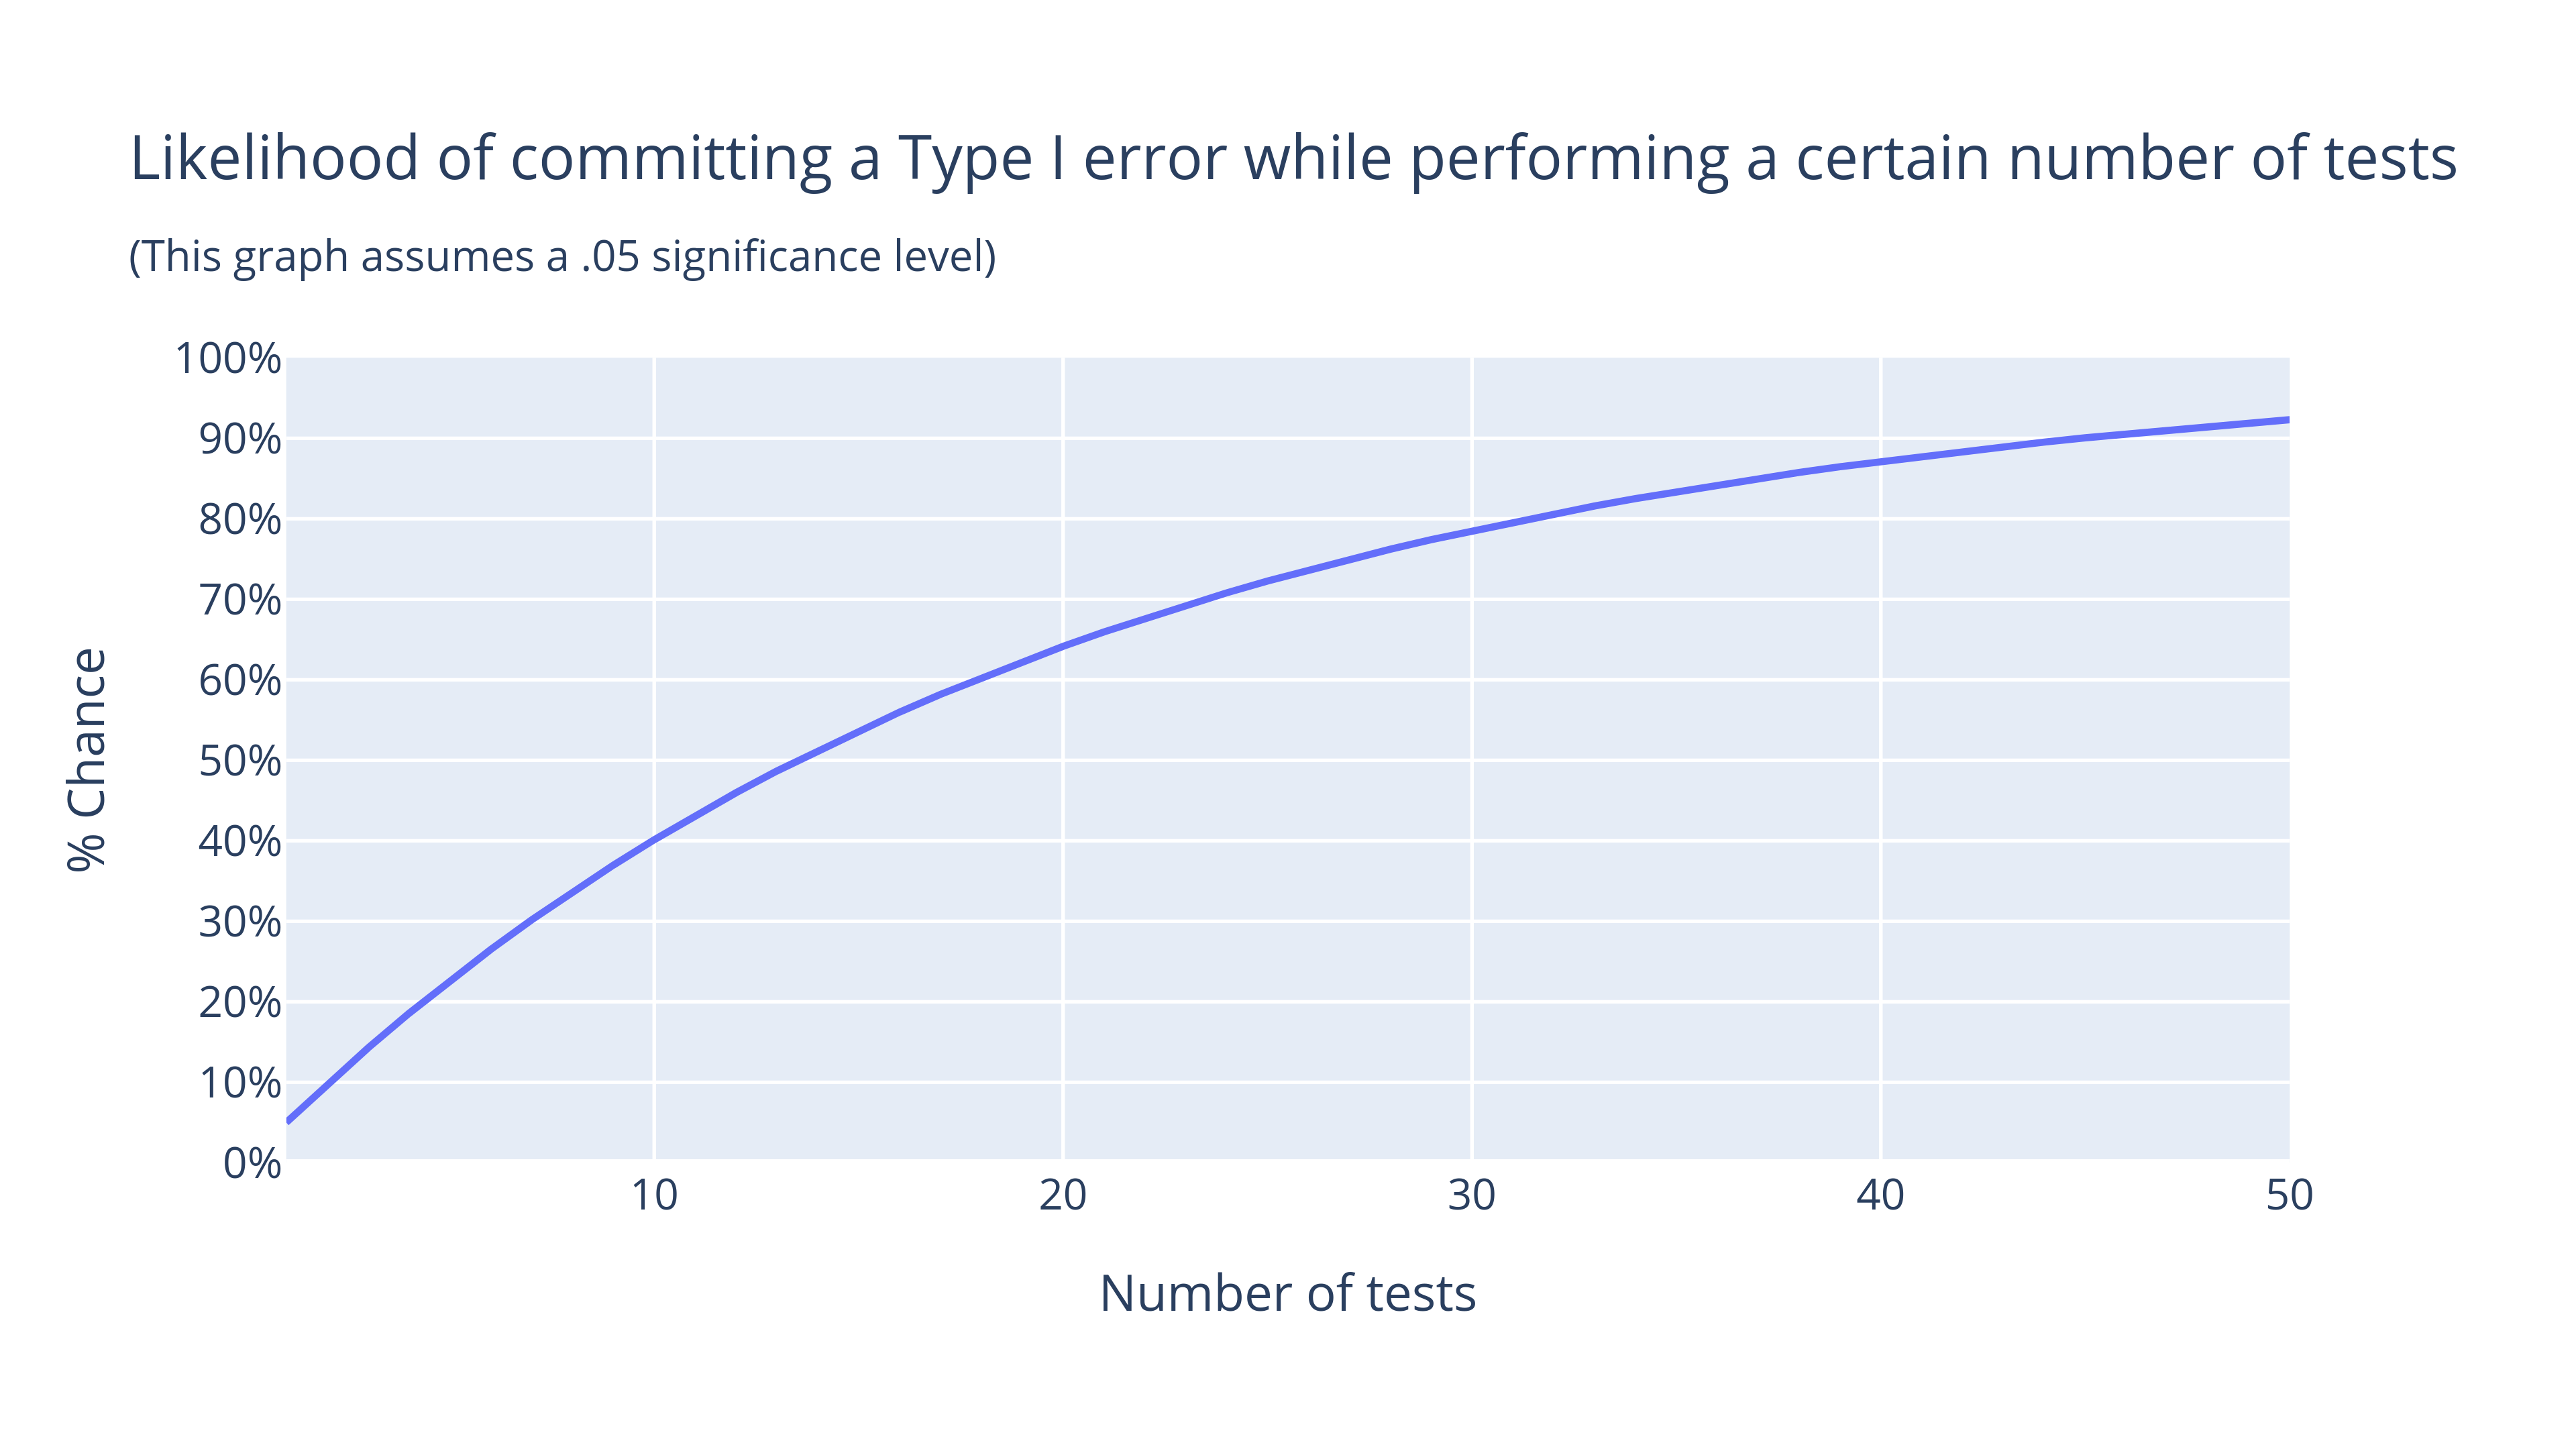 Likelihood of committing a Type I error while performing a certain number of tests
(This graph assumes a .05 significance level)
100%
90%
80%
70%
60%
50%
40%
30%
20%
10%
0%
% Chance
10 20 30 40 50
Number of tests